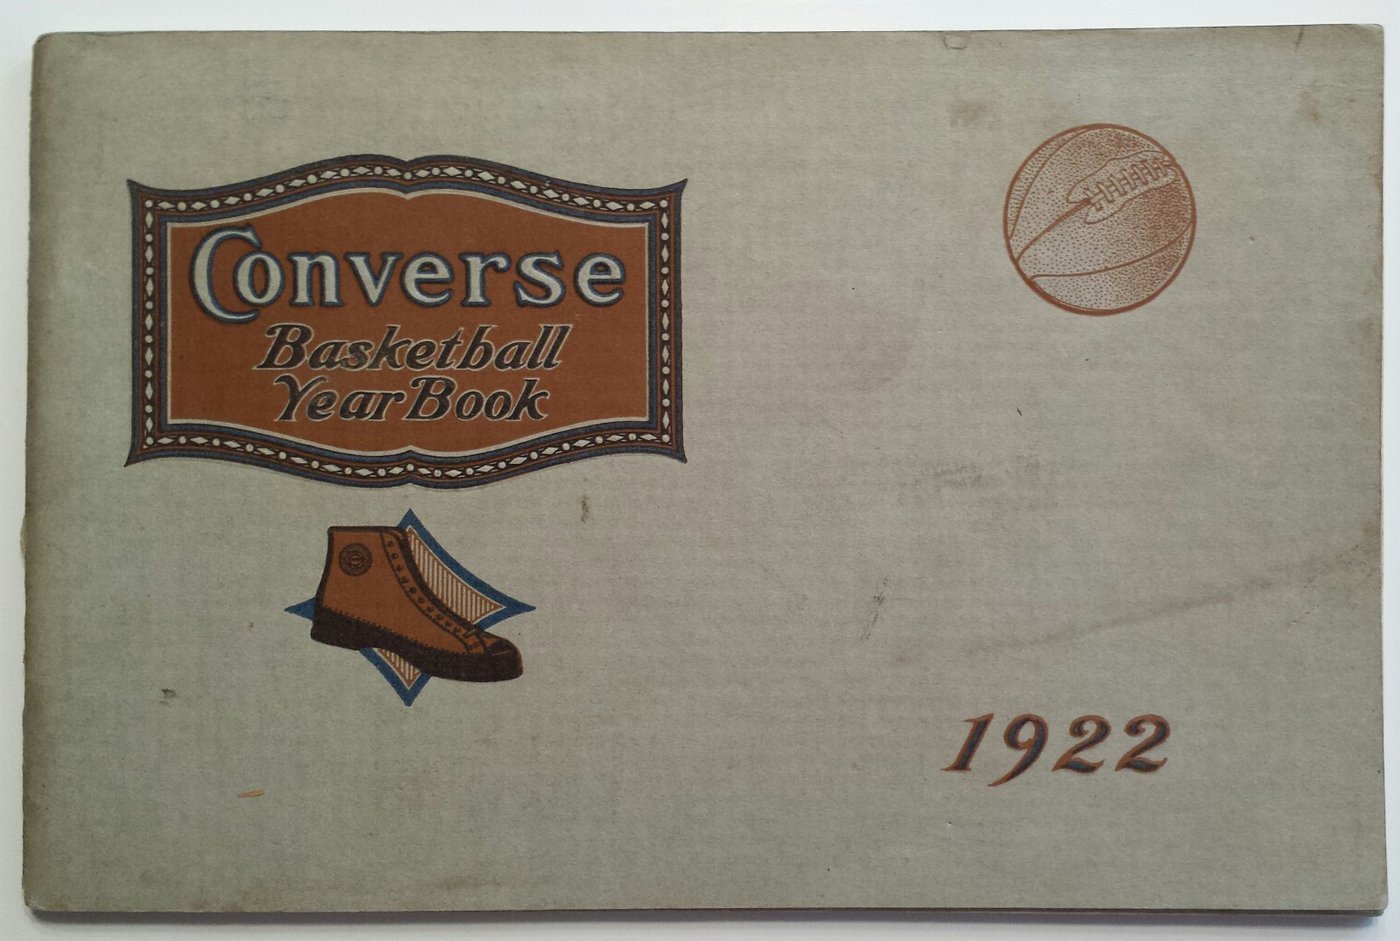 Converse
Basketball
Year Book
1922